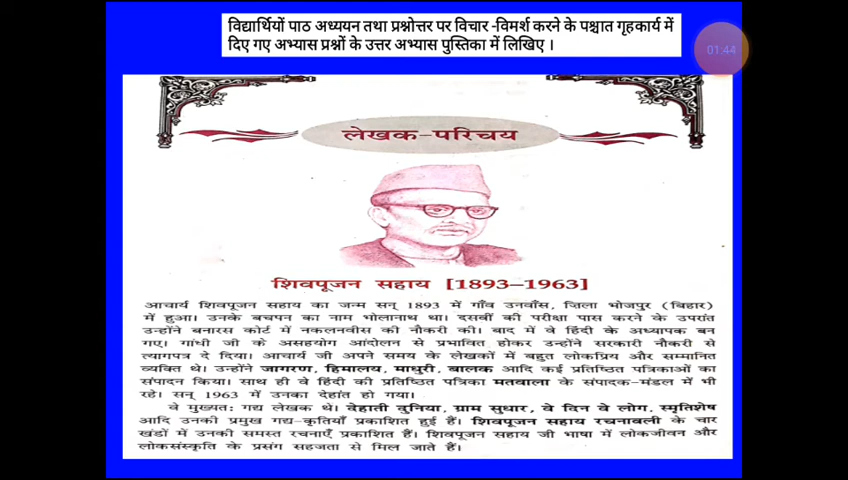 विद्यार्थियों पाठ अध्ययन तथा प्रश्नोत्तर पर विचार -विमर्श करने के पश्चात गृहकार्य में
दिए गए अभ्यास प्रश्नों के उत्तर अभ्यास पुस्तिका में लिखिए ।
01:44
लेखक-परिचय
शिवपूजन सहाय [1893–1963]
आचार्य शिवपूजन सहाय का जन्म सन् 1893 में गाँव उनवाँस, ज़िला भोजपुर (बिहार)
में हुआ। उनके बचपन का नाम भोलानाथ था। दसवीं की परीक्षा पास करने के उपरांत
उन्होंने बनारस कोर्ट में नकलनवीस की नौकरी की। बाद में वे हिंदी के अध्यापक बन
गए। गांधी जी के असहयोग आंदोलन से प्रभावित होकर उन्होंने सरकारी नौकरी से
त्यागपत्र दे दिया। आचार्य जी अपने समय के लेखकों में बहुत लोकप्रिय और सम्मानित
व्यक्ति थे। उन्होंने जागरण, हिमालय, माधुरी, बालक आदि कई प्रतिष्ठित पत्रिकाओं का
संपादन किया। साथ ही वे हिंदी की प्रतिष्ठित पत्रिका मतवाला के संपादक-मंडल में भी
रहे। सन् 1963 में उनका देहांत हो गया।
वे मुख्यत: गद्य लेखक थे। देहाती दुनिया, ग्राम सुधार, वे दिन वे लोग, स्मृतिशेष
आदि उनकी प्रमुख गद्य-कृतियाँ प्रकाशित हुई हैं। शिवपूजन सहाय रचनावली के चार
खंडों में उनकी समस्त रचनाएँ प्रकाशित हैं। शिवपूजन सहाय जी भाषा में लोकजीवन और
लोकसंस्कृति के प्रसंग सहजता से मिल जाते हैं।